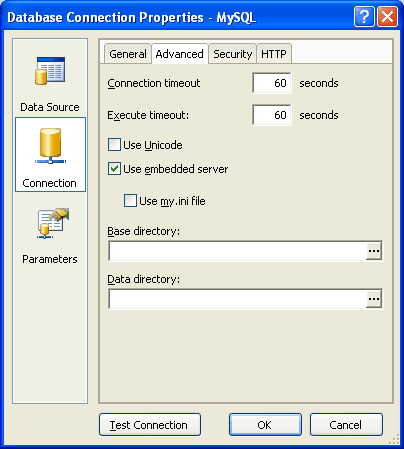 Database Connection Properties - MySQL
Data Source
Connection
Parameters
General Advanced Security HTTP
Connection timeout 60 seconds
Execute timeout: 60 seconds
Use Unicode
Use embedded server
Use my.ini file
Base directory:
...
Data directory:
...
Test Connection OK Cancel